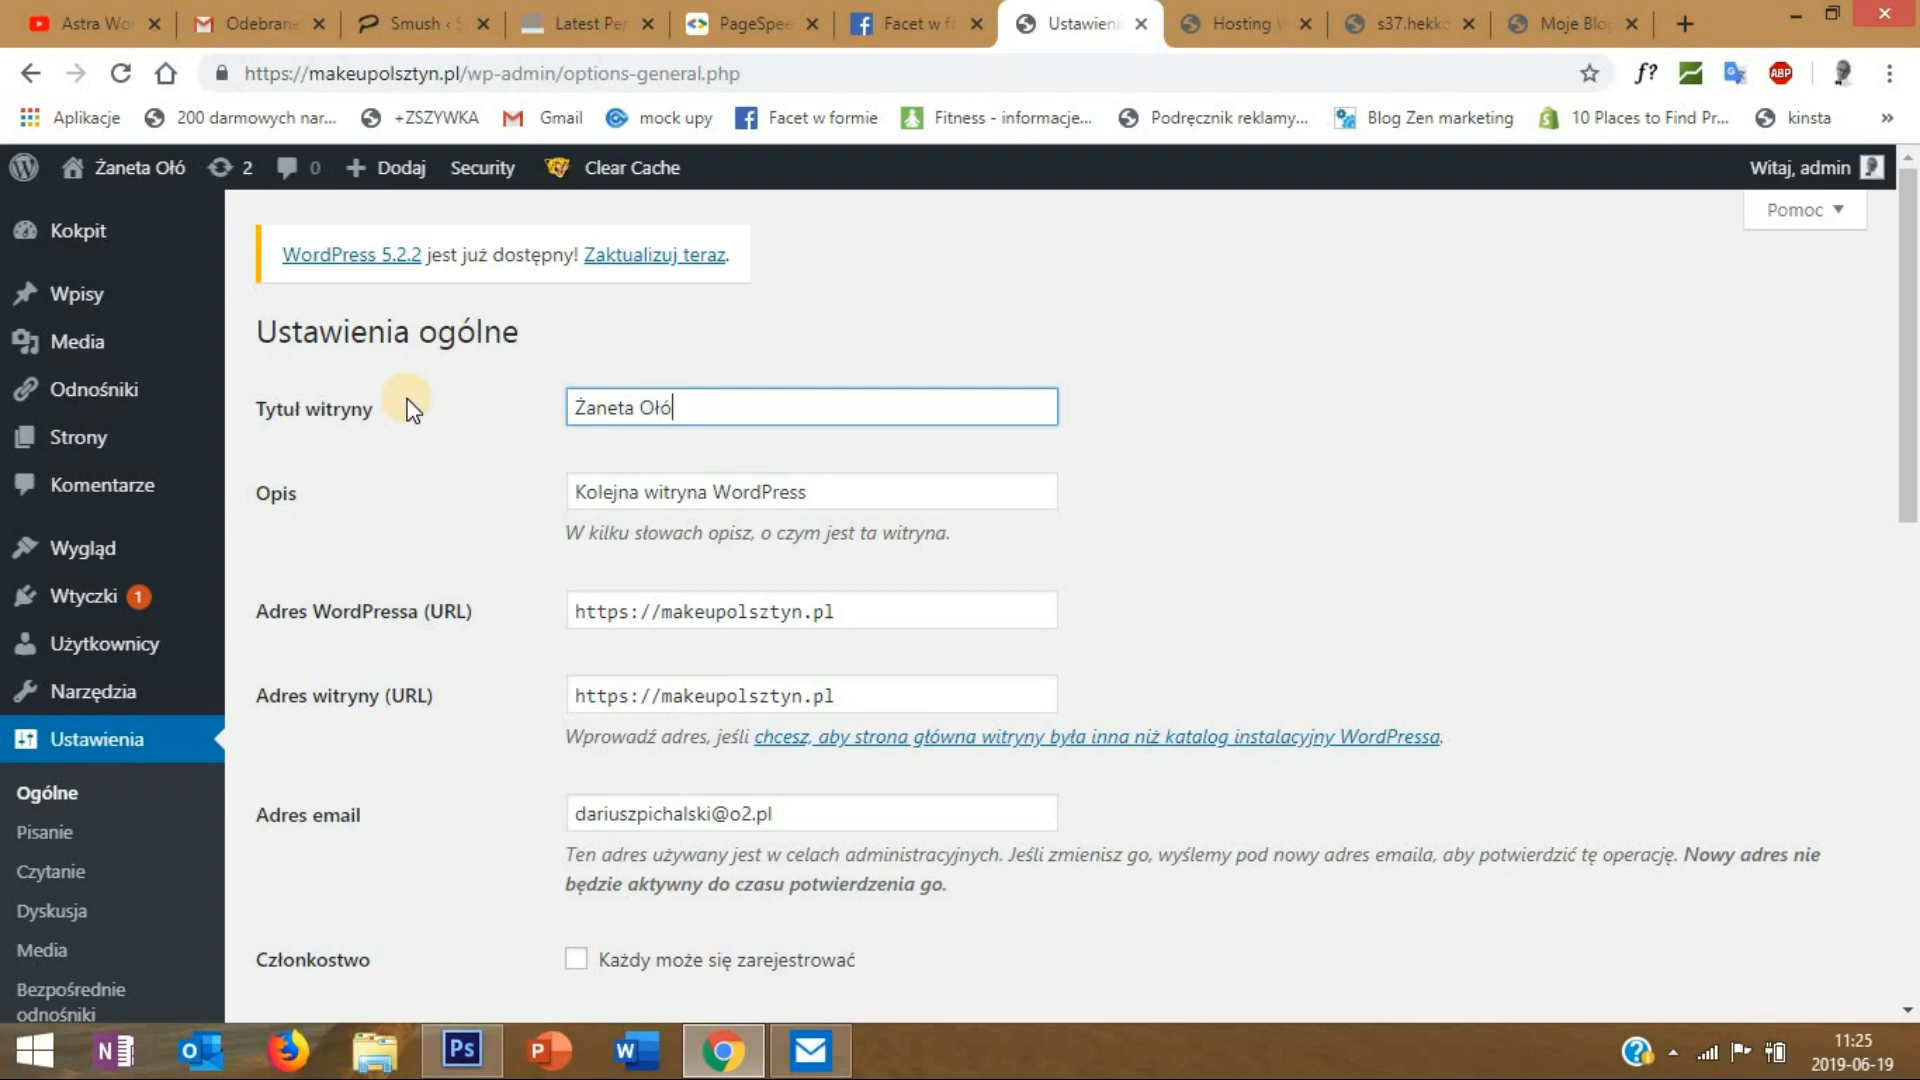 Astra Wo
Odebran
Smush ‹ S
Latest Per
PageSpee
Facet w f
Ustawieni
Hosting
s37.hekk
Moje Blo
https://makeupolsztyn.pl/wp-admin/options-general.php
f?
ABP
Aplikacje
200 darmowych nar...
+ZSZYWKA
Gmail
mock upy
Facet w formie
Fitness - informacje...
Podręcznik reklamy...
Blog Zen marketing
10 Places to Find Pr...
kinsta
»
Żaneta Ołó
2
0
Dodaj
Security
Clear Cache
Witaj, admin
Pomoc
Kokpit
Wpisy
Media
Odnośniki
Strony
Komentarze
Wygląd
Wtyczki 1
Użytkownicy
Narzędzia
Ustawienia
Ogólne
Pisanie
Czytanie
Dyskusja
Media
Bezpośrednie
odnośniki
WordPress 5.2.2 jest już dostępny! Zaktualizuj teraz.
Ustawienia ogólne
Tytuł witryny
Żaneta Ołó
Opis
Kolejna witryna WordPress
W kilku słowach opisz, o czym jest ta witryna.
Adres WordPressa (URL)
https://makeupolsztyn.pl
Adres witryny (URL)
https://makeupolsztyn.pl
Wprowadź adres, jeśli chcesz, aby strona główna witryny była inna niż katalog instalacyjny WordPressa.
Adres email
dariuszpichalski@o2.pl
Ten adres używany jest w celach administracyjnych. Jeśli zmienisz go, wyślemy pod nowy adres emaila, aby potwierdzić tę operację. Nowy adres nie
będzie aktywny do czasu potwierdzenia go.
Członkostwo
Każdy może się zarejestrować
N
O
Ps
P
W
11:25
2019-06-19